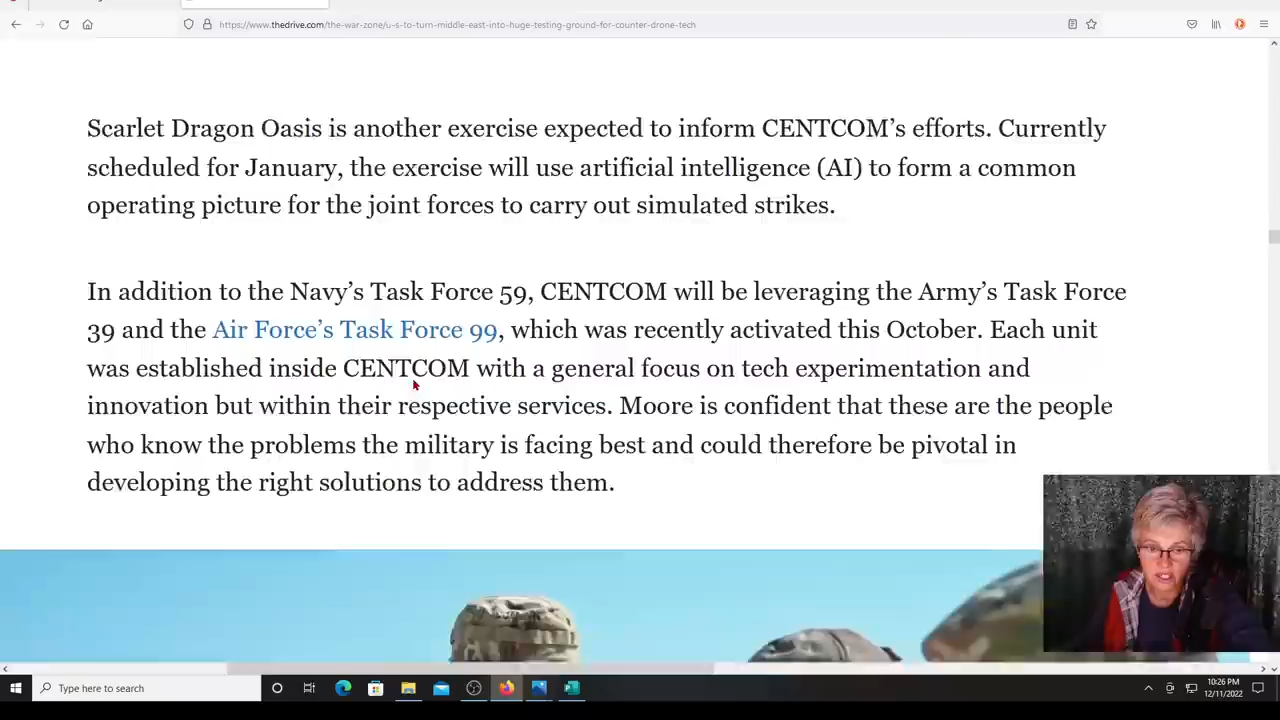 https://www.thedrive.com/the-war-zone/u-s-to-turn-middle-east-into-huge-testing-ground-for-counter-drone-tech
Scarlet Dragon Oasis is another exercise expected to inform CENTCOM’s efforts. Currently
scheduled for January, the exercise will use artificial intelligence (AI) to form a common
operating picture for the joint forces to carry out simulated strikes.
In addition to the Navy’s Task Force 59, CENTCOM will be leveraging the Army’s Task Force
39 and the Air Force’s Task Force 99, which was recently activated this October. Each unit
was established inside CENTCOM with a general focus on tech experimentation and
innovation but within their respective services. Moore is confident that these are the people
who know the problems the military is facing best and could therefore be pivotal in
developing the right solutions to address them.
Type here to search
10:26 PM
12/11/2022